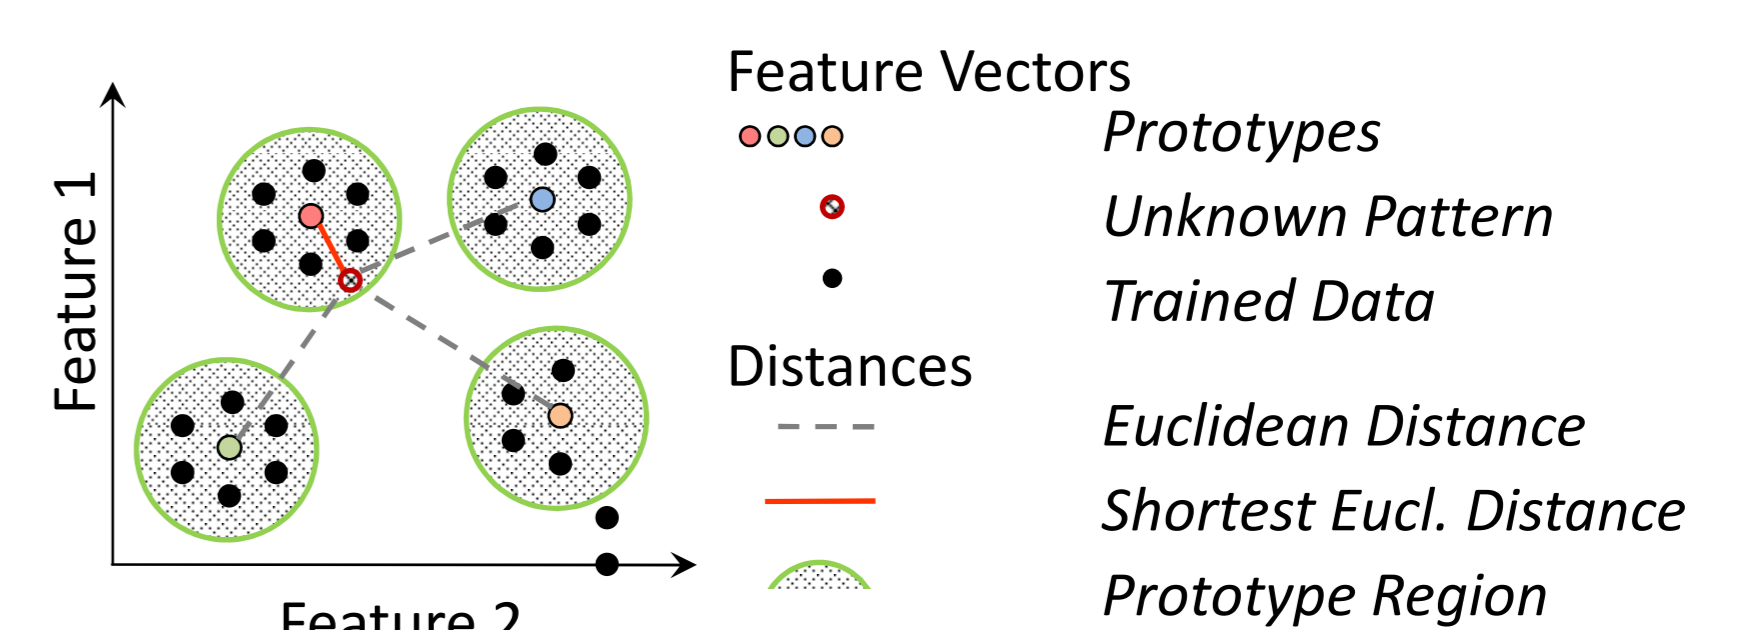 Feature 1
Feature 2
Feature Vectors
Prototypes
Unknown Pattern
Trained Data
Distances
Euclidean Distance
Shortest Eucl. Distance
Prototype Region